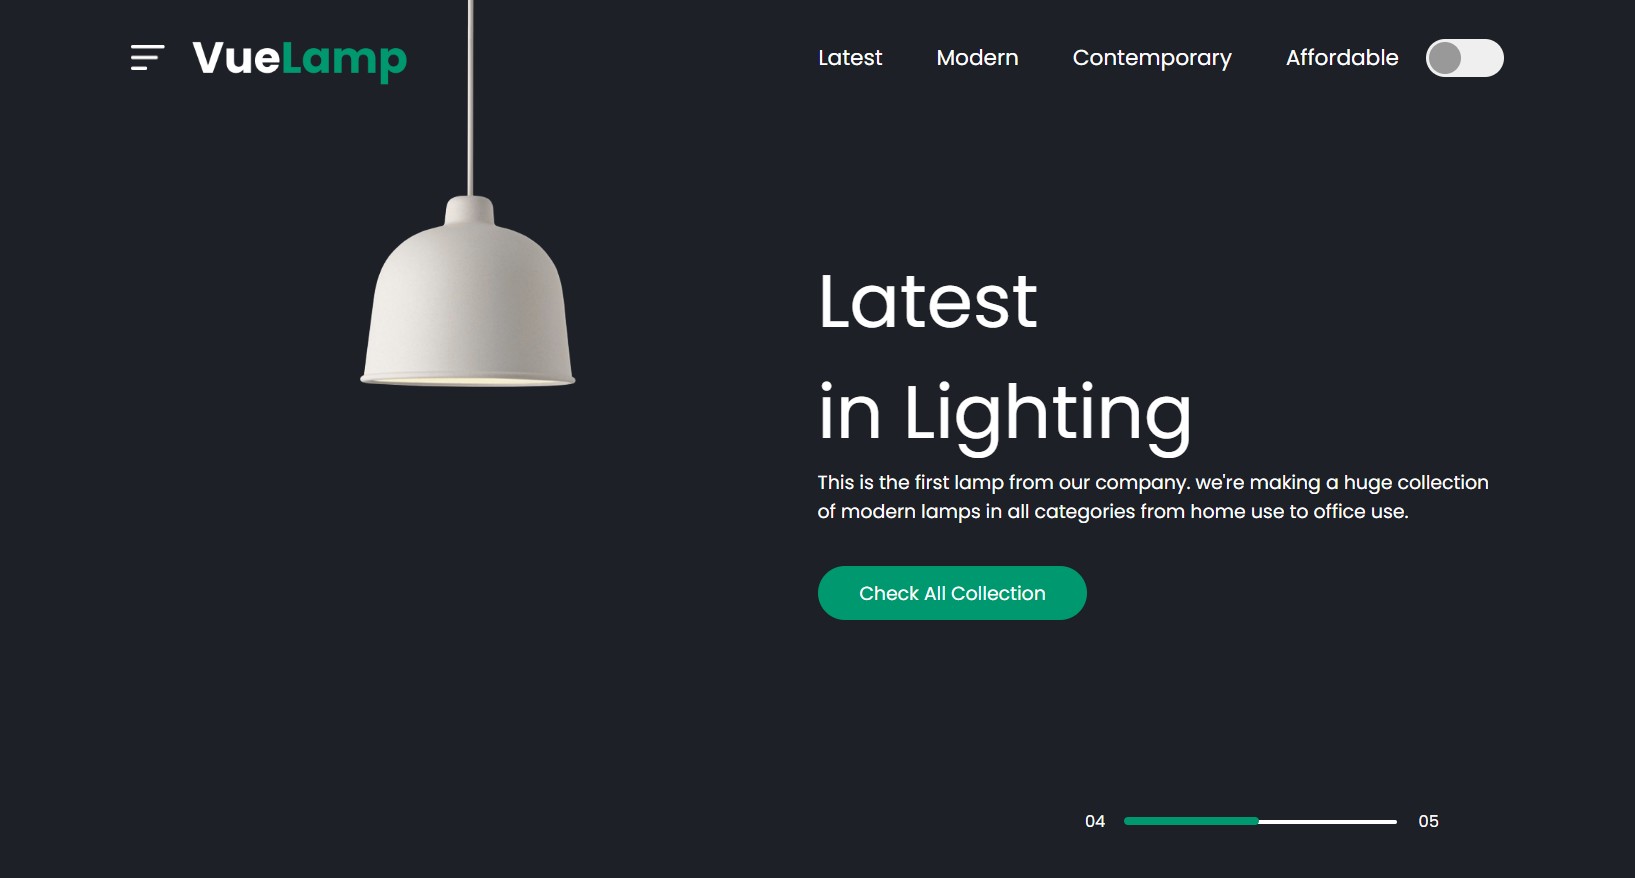 VueLamp
Latest Modern Contemporary Affordable
Latest
in Lighting
This is the first lamp from our company. we're making a huge collection
of modern lamps in all categories from home use to office use.
Check All Collection
04 05